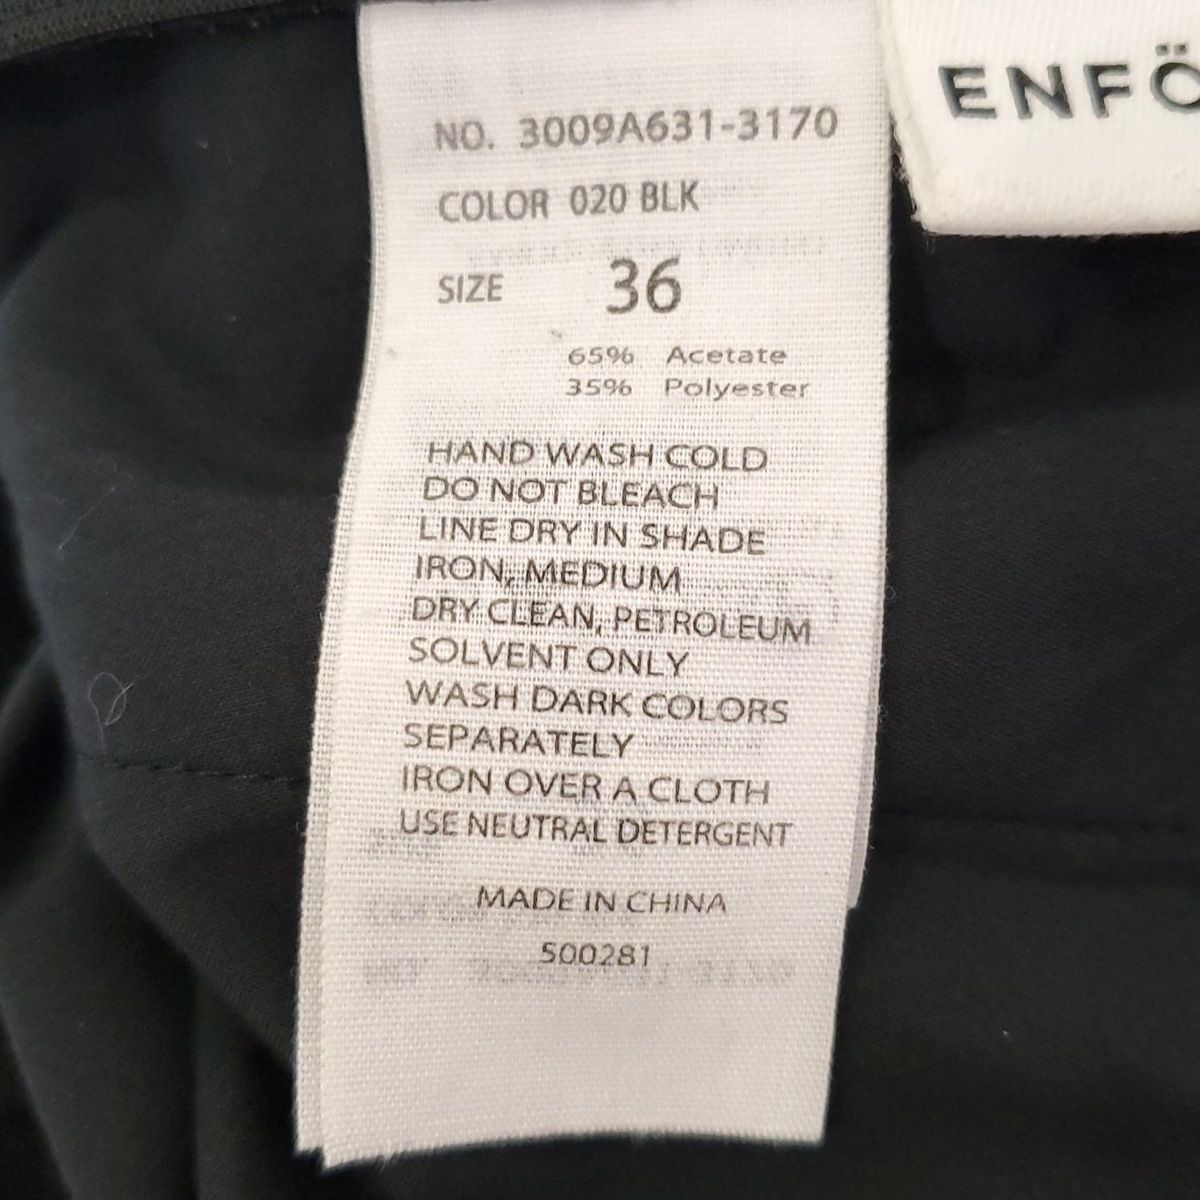 ENFÖ
NO. 3009A631-3170
COLOR 020 BLK
SIZE 36
65% Acetate
35% Polyester
HAND WASH COLD
DO NOT BLEACH
LINE DRY IN SHADE
IRON, MEDIUM
DRY CLEAN, PETROLEUM
SOLVENT ONLY
WASH DARK COLORS
SEPARATELY
IRON OVER A CLOTH
USE NEUTRAL DETERGENT
MADE IN CHINA
S00281